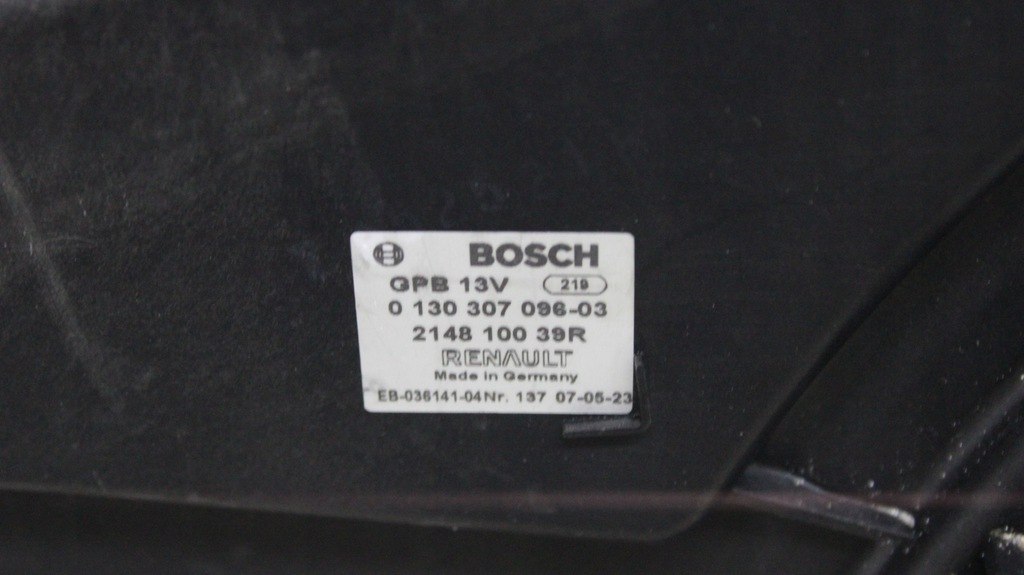 BOSCH
GPB 13V 219
0 130 307 096-03
2148 100 39R
RENAULT
Made in Germany
EB-036141-04Nr. 137 07-05-23